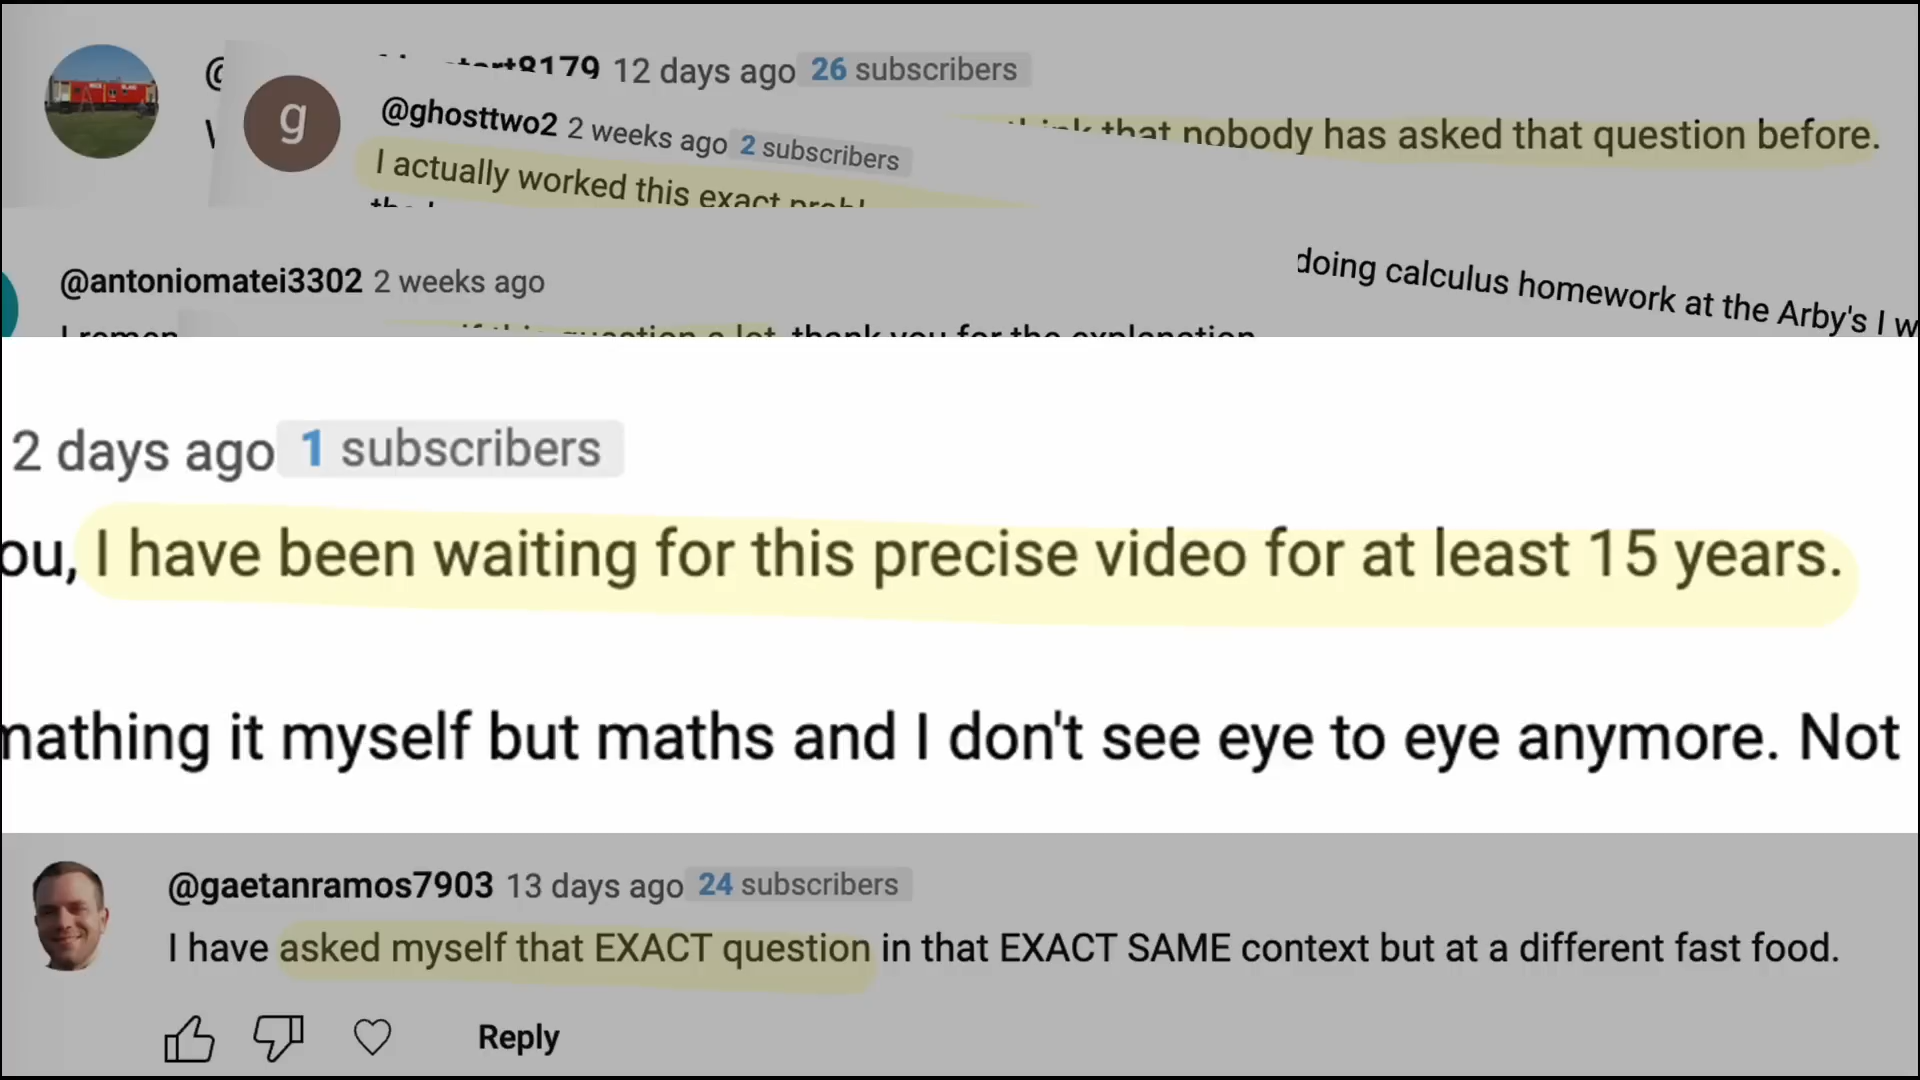 12 days ago 26 subscribers
that nobody has asked that question before.
g
@ghosttwo2 2 weeks ago 2 subscribers
I actually worked this exact
@antoniomatei3302 2 weeks ago
doing calculus homework at the Arby's I w
question a lot, thank you for the explanation
2 days ago 1 subscribers
ou, I have been waiting for this precise video for at least 15 years.
mathing it myself but maths and I don't see eye to eye anymore. Not
@gaetanramos7903 13 days ago 24 subscribers
I have asked myself that EXACT question in that EXACT SAME context but at a different fast food.
Reply